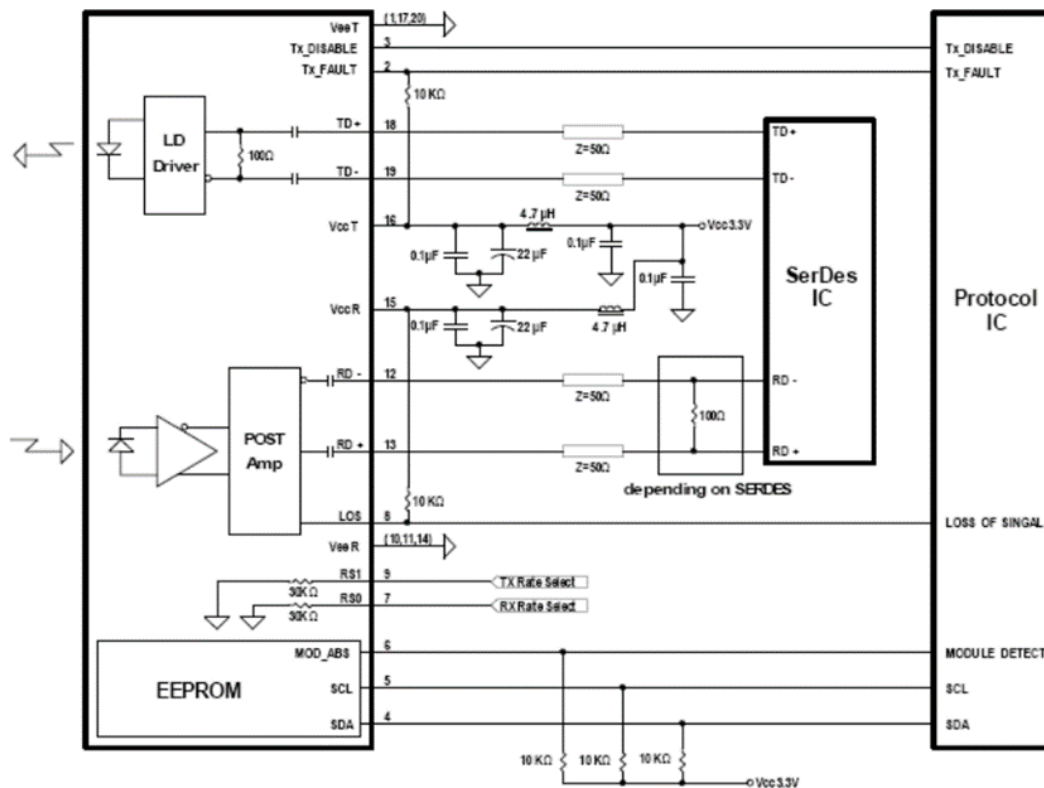 VeeT (1,17,20)
Tx_DISABLE 3 Tx_DISABLE
Tx_FAULT 2 Tx_FAULT
10 KΩ
LD Driver
100Ω
TD+ 18 Z=50Ω TD+
TD- 19 Z=50Ω TD-
VccT 16 4.7 µH Vcc3.3V
0.1µF 22 µF 0.1µF
0.1µF
SerDes IC
Protocol IC
VccR 15
0.1µF 22 µF 4.7 µH
RD - 12 Z=50Ω RD -
100Ω
POST Amp
RD + 13 Z=50Ω RD +
depending on SERDES
10 KΩ
LOS 8 LOSS OF SINGAL
VeeR (10,11,14)
RS1 9 TX Rate Select
30KΩ
RS0 7 RX Rate Select
30KΩ
MOD_ABS 6 MODULE DETECT
EEPROM
SCL 5 SCL
SDA 4 SDA
10 KΩ 10 KΩ 10 KΩ
Vcc3.3V